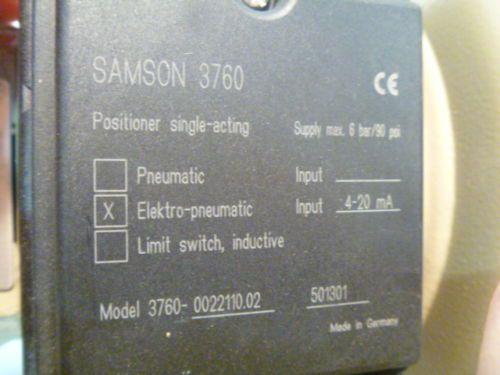 SAMSON 3760
CE
Positioner single-acting Supply max. 6 bar/90 psi
Pneumatic Input
X Elektro-pneumatic Input 4-20 mA
Limit switch, inductive
Model 3760-0022110.02 501301
Made in Germany